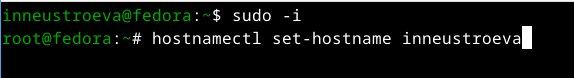 inneustroeva@fedora:~$ sudo -i
root@fedora:~# hostnamectl set-hostname inneustroeva